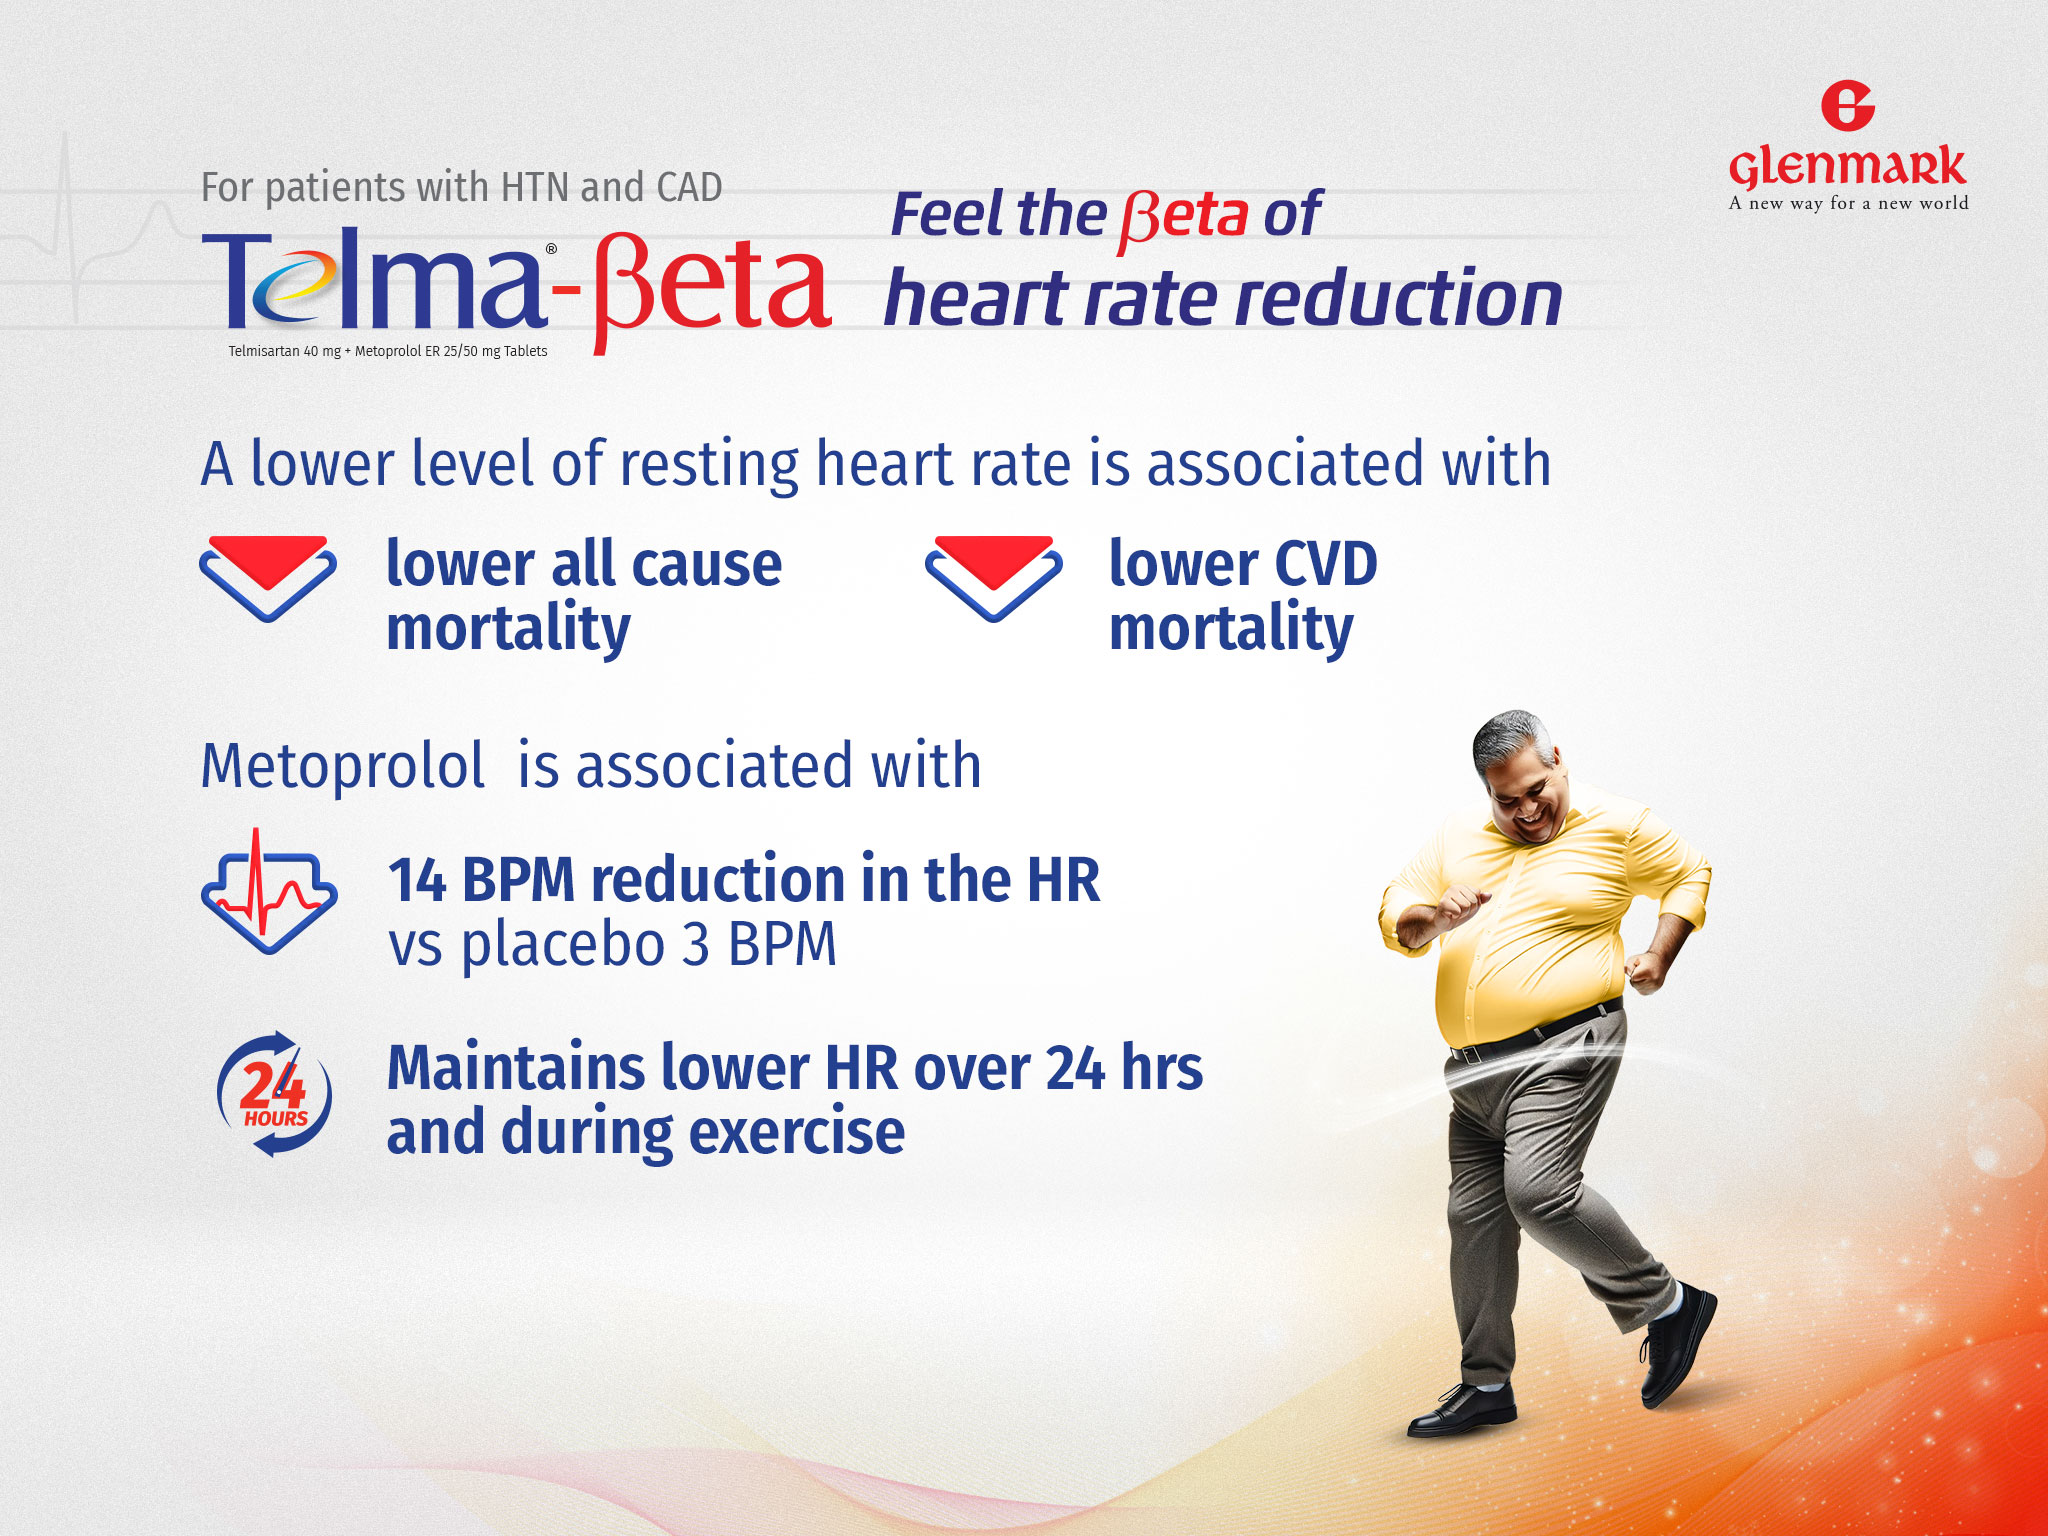 Glenmark
A new way for a new world
For patients with HTN and CAD
Telma®-βeta
Telmisartan 40 mg + Metoprolol ER 25/50 mg Tablets
Feel the βeta of
heart rate reduction
A lower level of resting heart rate is associated with
lower all cause
mortality
lower CVD
mortality
Metoprolol is associated with
14 BPM reduction in the HR
vs placebo 3 BPM
24
HOURS
Maintains lower HR over 24 hrs
and during exercise